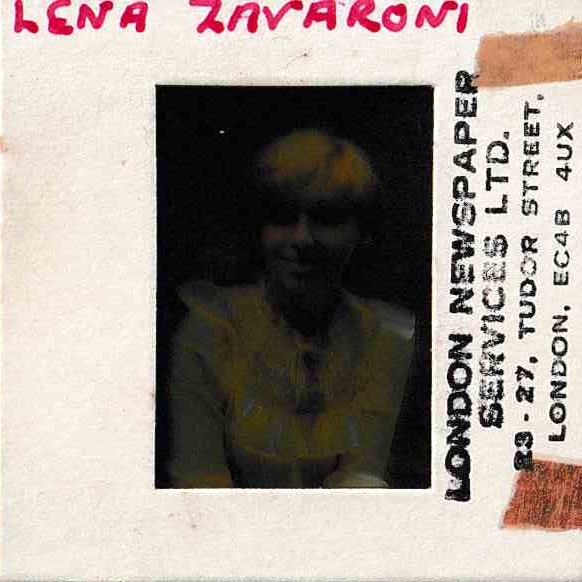 LENA ZAVARONI
LONDON NEWSPAPER
SERVICES LTD.
23-27, TUDOR STREET,
LONDON, EC4B 4UX